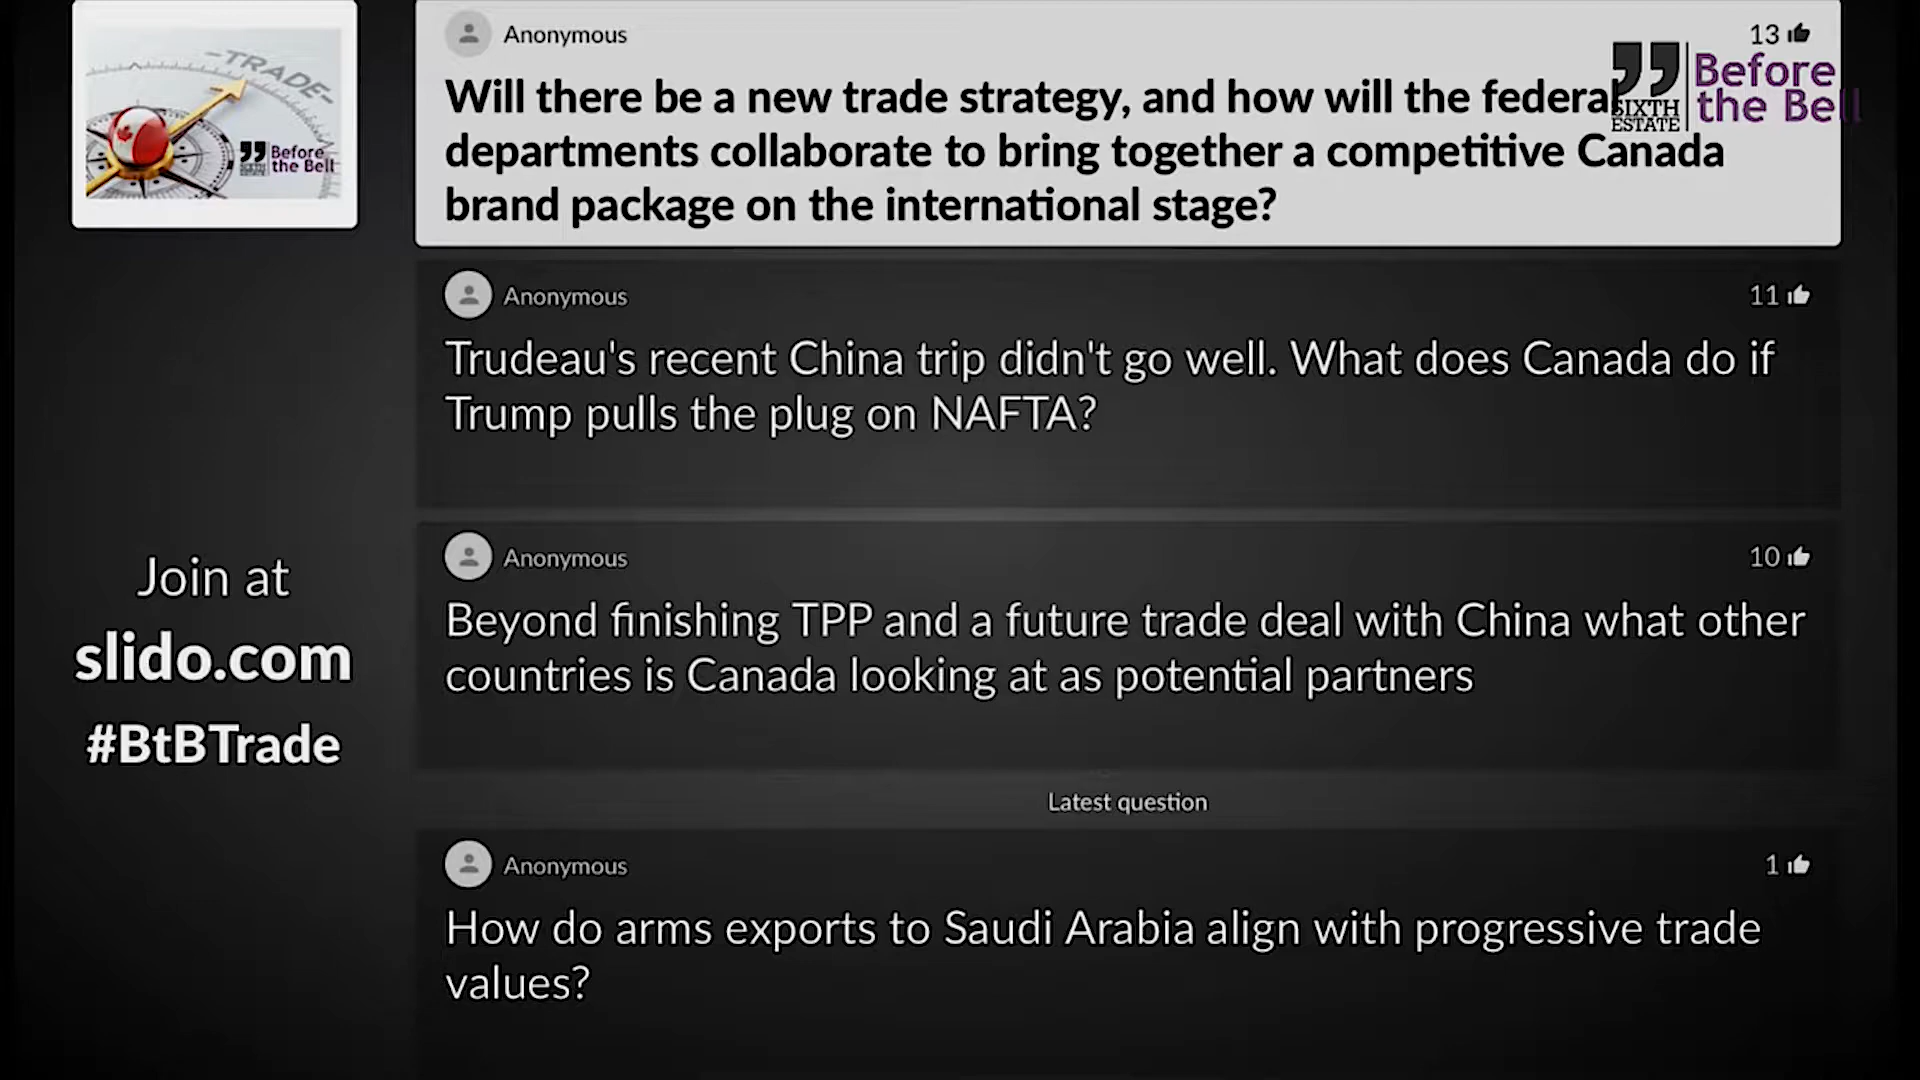 -TRADE-
Before
the Bell
Join at
slido.com
#BtBTrade
Anonymous
13
Will there be a new trade strategy, and how will the federal
departments collaborate to bring together a competitive Canada
brand package on the international stage?
SIXTH
ESTATE
Before
the Bell
Anonymous
11
Trudeau's recent China trip didn't go well. What does Canada do if
Trump pulls the plug on NAFTA?
Anonymous
10
Beyond finishing TPP and a future trade deal with China what other
countries is Canada looking at as potential partners
Latest question
Anonymous
1
How do arms exports to Saudi Arabia align with progressive trade
values?